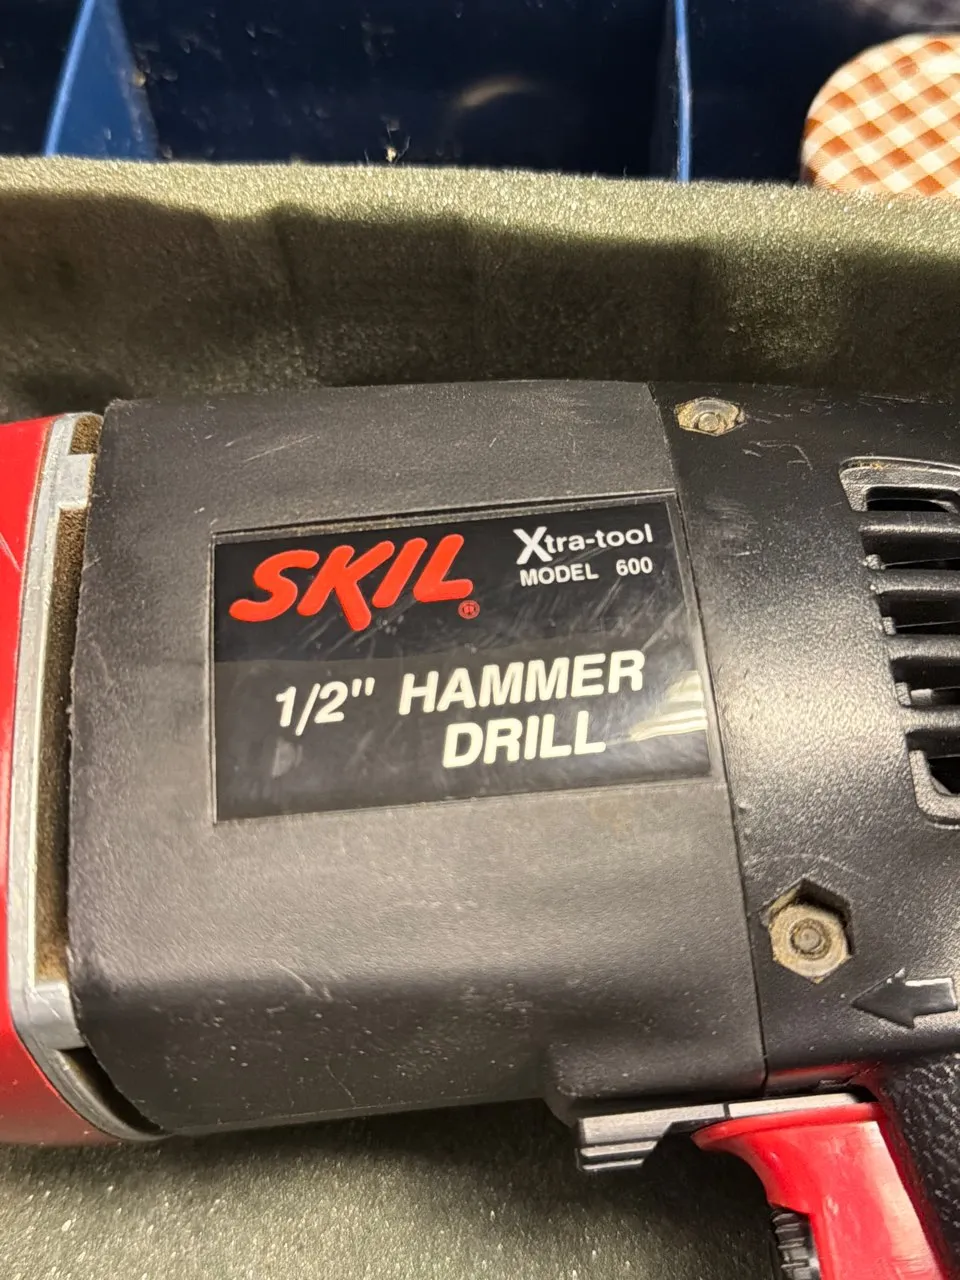 SKIL®
Xtra-tool
MODEL 600
1/2" HAMMER
DRILL